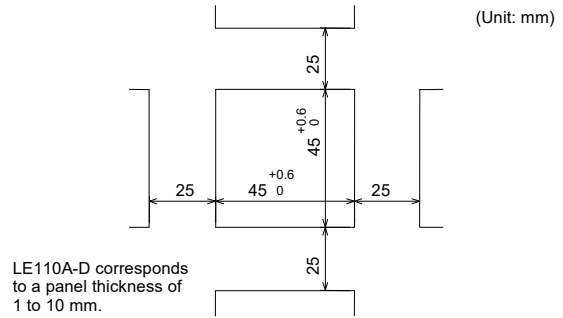 (Unit: mm)
25
45 +0.6 0
25
45 +0.6 0
25
25
LE110A-D corresponds
to a panel thickness of
1 to 10 mm.